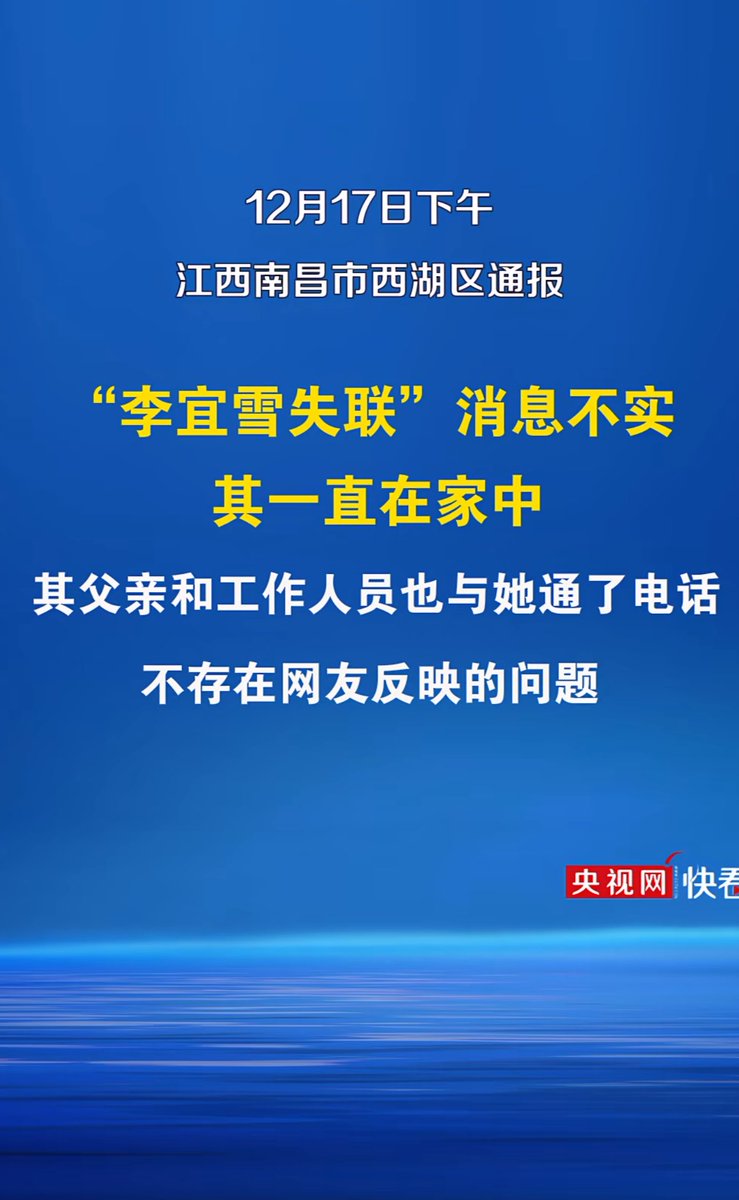 12月17日下午
江西南昌市西湖区通报
“李宜雪失联”消息不实
其一直在家中
其父亲和工作人员也与她通了电话
不存在网友反映的问题
央视网 快看